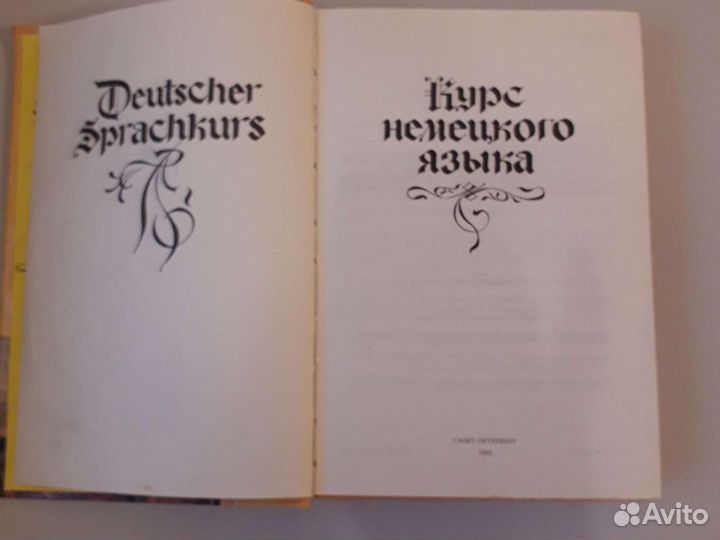 Deutscher
Sprachkurs
Курс
немецкого
языка
САНКТ-ПЕТЕРБУРГ
Avito